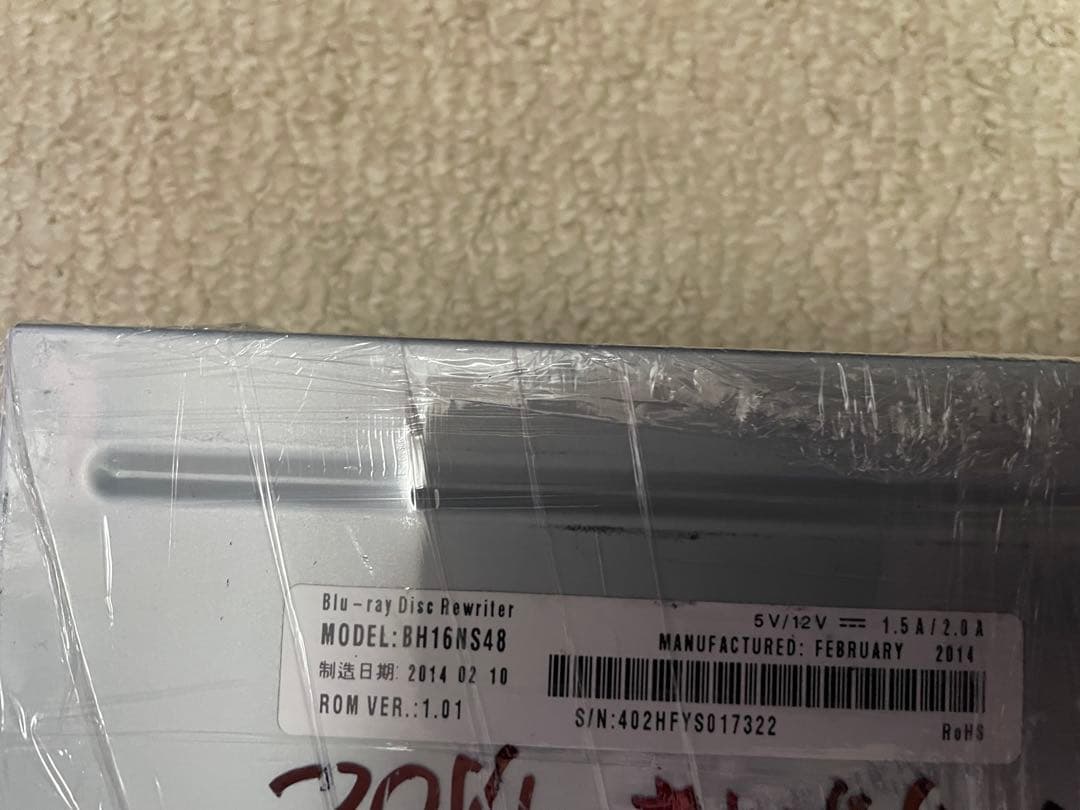 Blu-ray Disc Rewriter
MODEL:BH16NS48
制造日期: 2014 02 10
ROM VER.:1.01
5V/12V ⎓ 1.5A/2.0A
MANUFACTURED: FEBRUARY 2014
S/N:402HFYS017322
RoHS